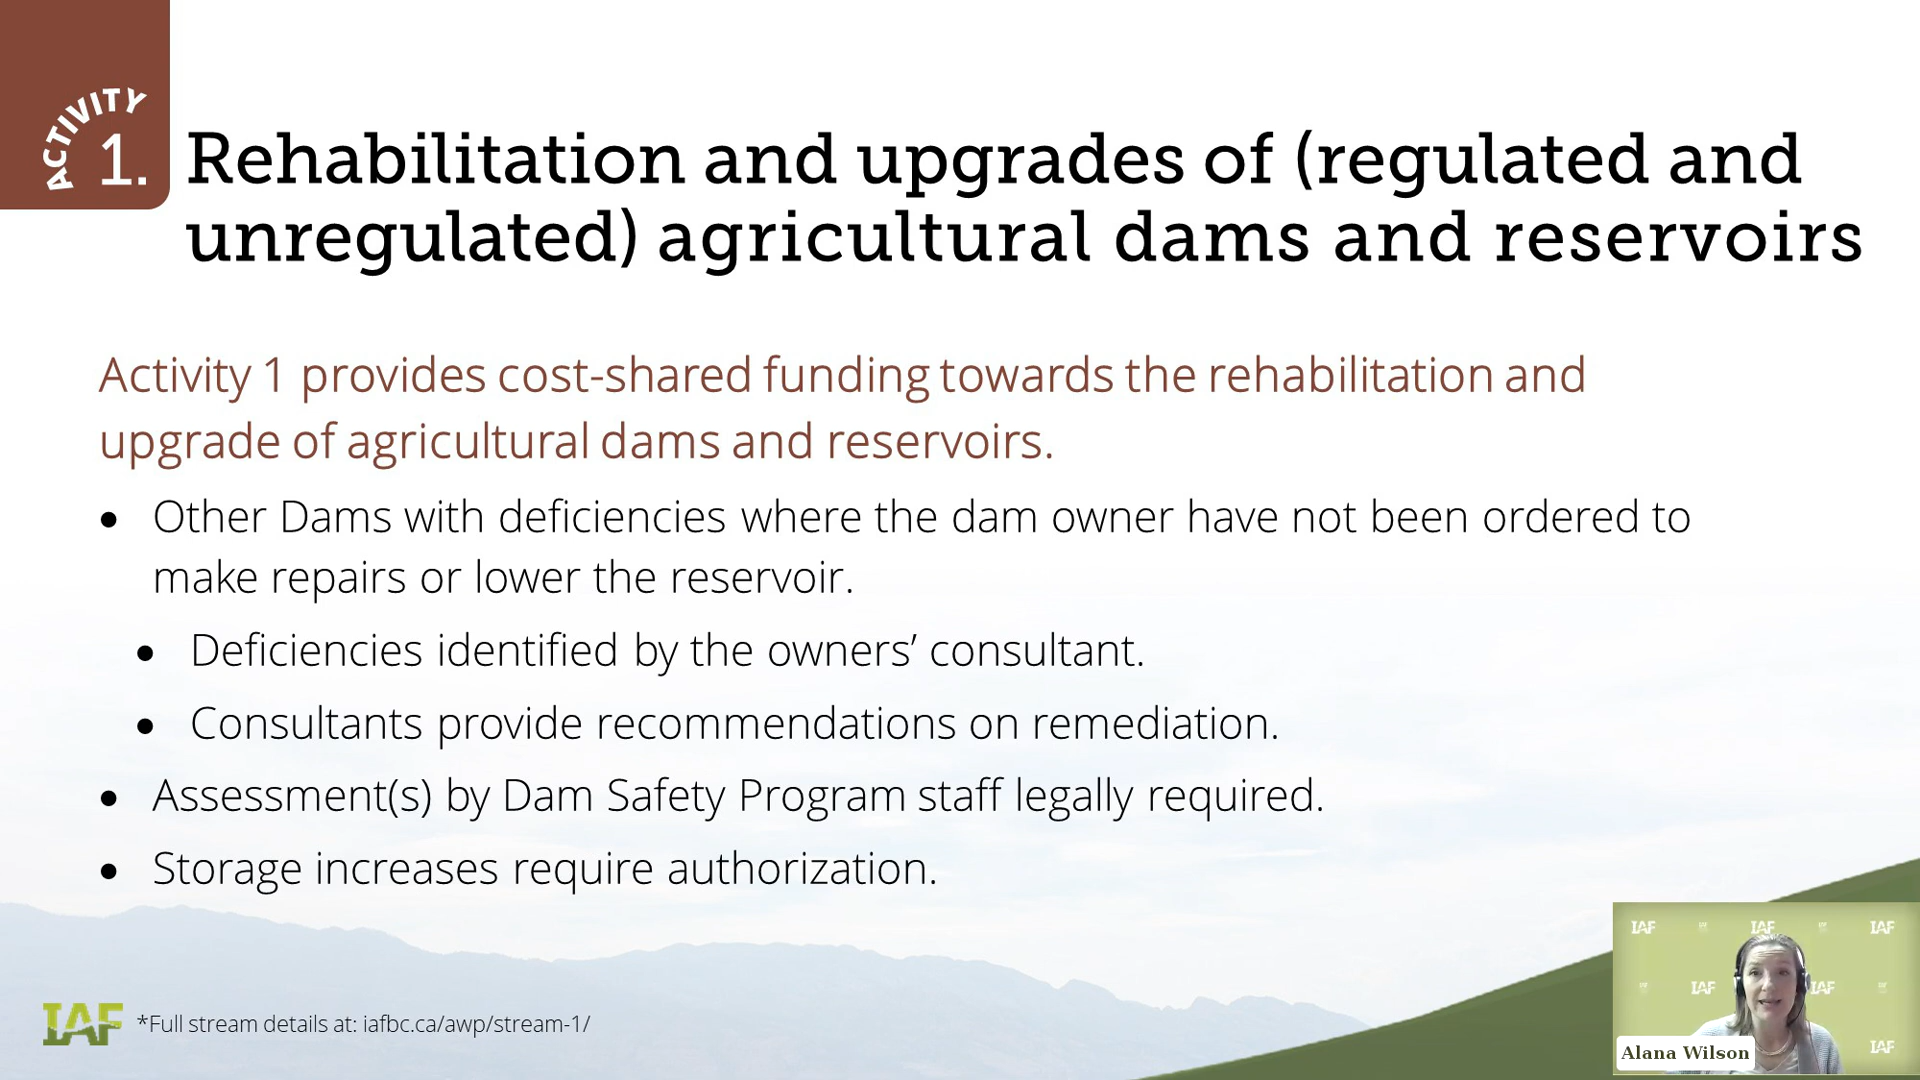 ACTIVITY
1.
Rehabilitation and upgrades of (regulated and
unregulated) agricultural dams and reservoirs
Activity 1 provides cost-shared funding towards the rehabilitation and
upgrade of agricultural dams and reservoirs.
• Other Dams with deficiencies where the dam owner have not been ordered to
make repairs or lower the reservoir.
• Deficiencies identified by the owners’ consultant.
• Consultants provide recommendations on remediation.
• Assessment(s) by Dam Safety Program staff legally required.
• Storage increases require authorization.
IAF
*Full stream details at: iafbc.ca/awp/stream-1/
IAF IAF IAF IAF IAF
IAF IAF IAF IAF
IAF
Alana Wilson